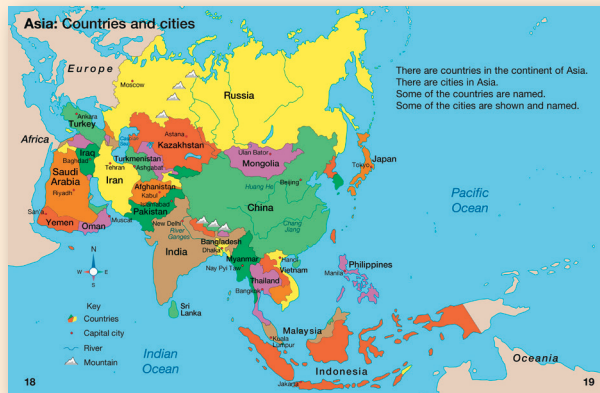 Asia: Countries and cities
There are countries in the continent of Asia.
There are cities in Asia.
Some of the countries are named.
Some of the cities are shown and named.
Europe
Moscow
Russia
Ankara
Turkey
Africa
Astana
Kazakhstan
Caspian Sea
Ulan Bator
Mongolia
Iraq
Baghdad
Turkmenistan
Ashgabat
Tehran
Iran
Saudi Arabia
Riyadh
Afghanistan
Kabul
Islamabad
Pakistan
Huang He
Beijing
Tokyo
Japan
China
Chang Jiang
Pacific Ocean
San'a
Yemen
Oman
Muscat
New Delhi
River Ganges
India
Bangladesh
Dhaka
Myanmar
Nay Pyi Taw
Hanoi
Vietnam
Thailand
Bangkok
Manila
Philippines
N
W
E
S
Key
Countries
Capital city
River
Mountain
Sri Lanka
Malaysia
Kuala Lumpur
Indian Ocean
Indonesia
Jakarta
Oceania
18
19